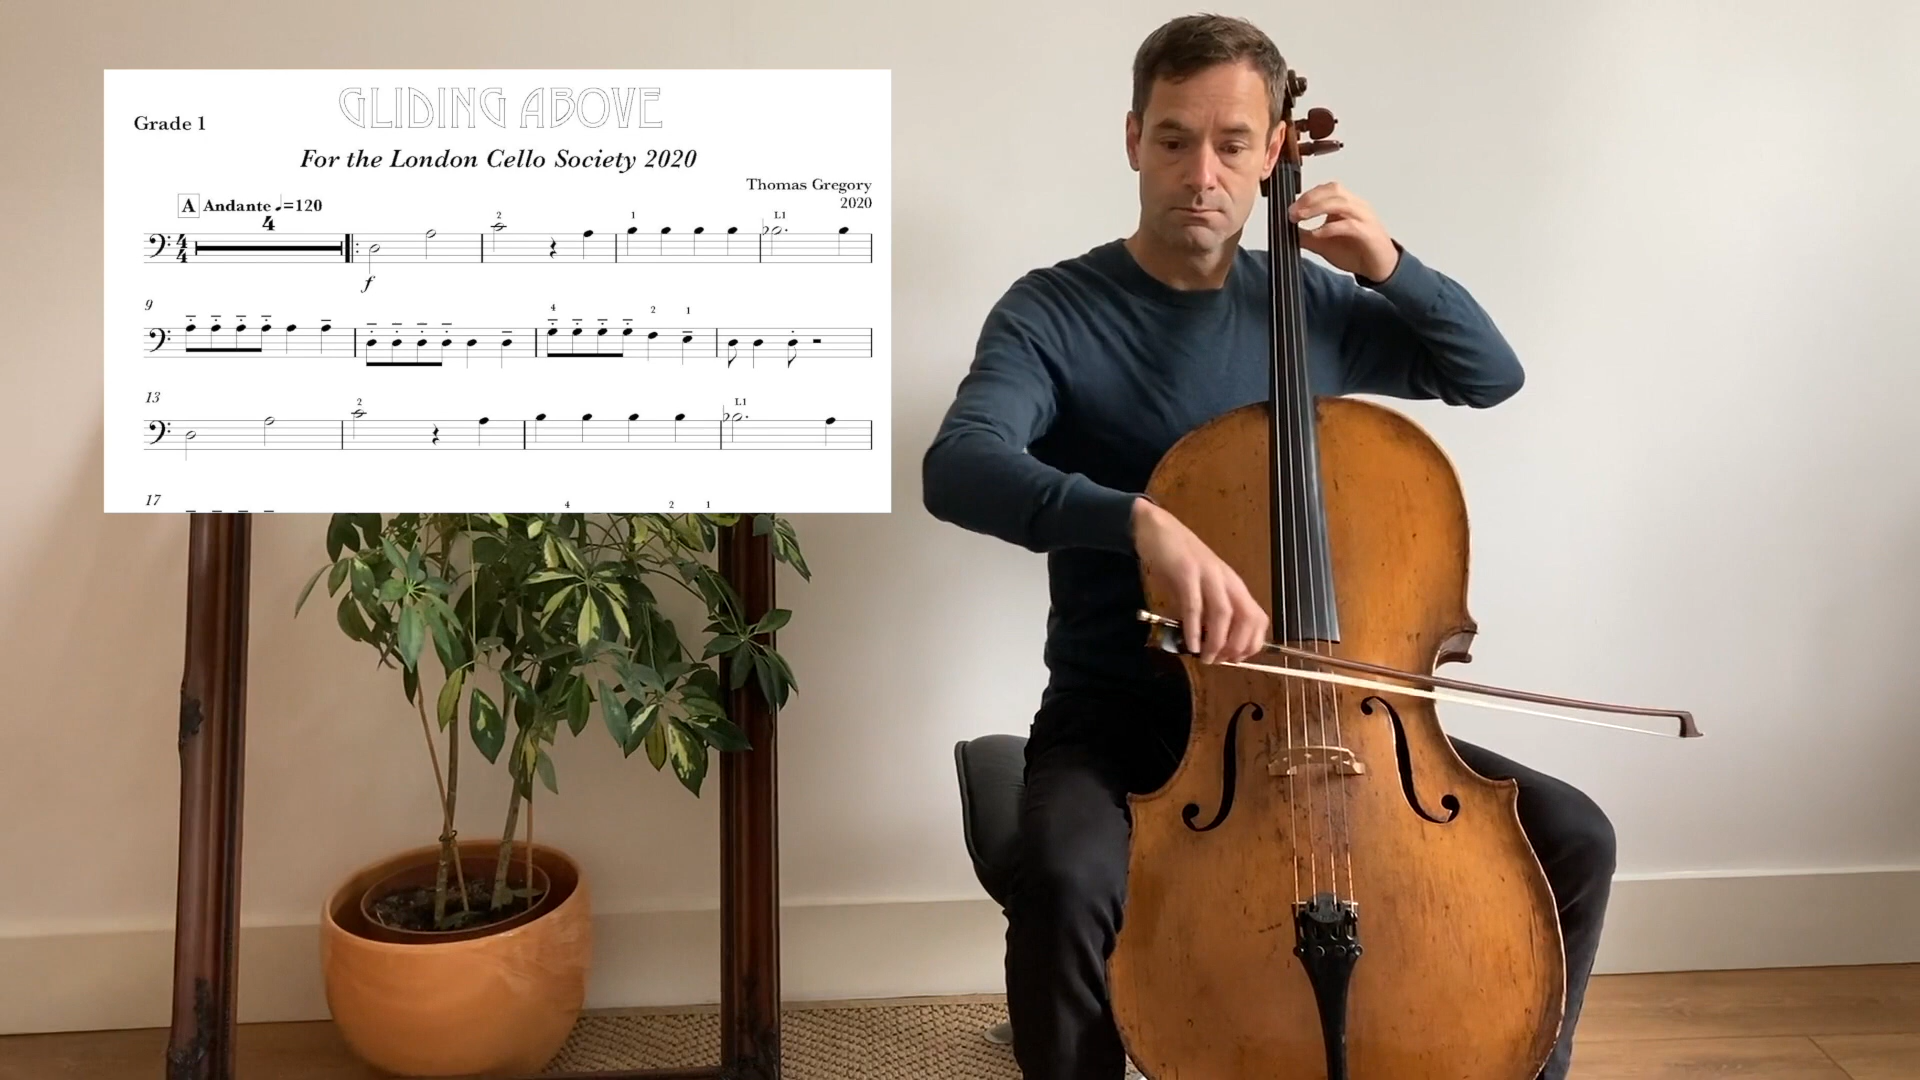 GLIDING ABOVE
Grade 1
For the London Cello Society 2020
Thomas Gregory
2020
A Andante ♩=120
4
2 1 L1
f
9
4 2 1
13
2 L1
17
4 2 1